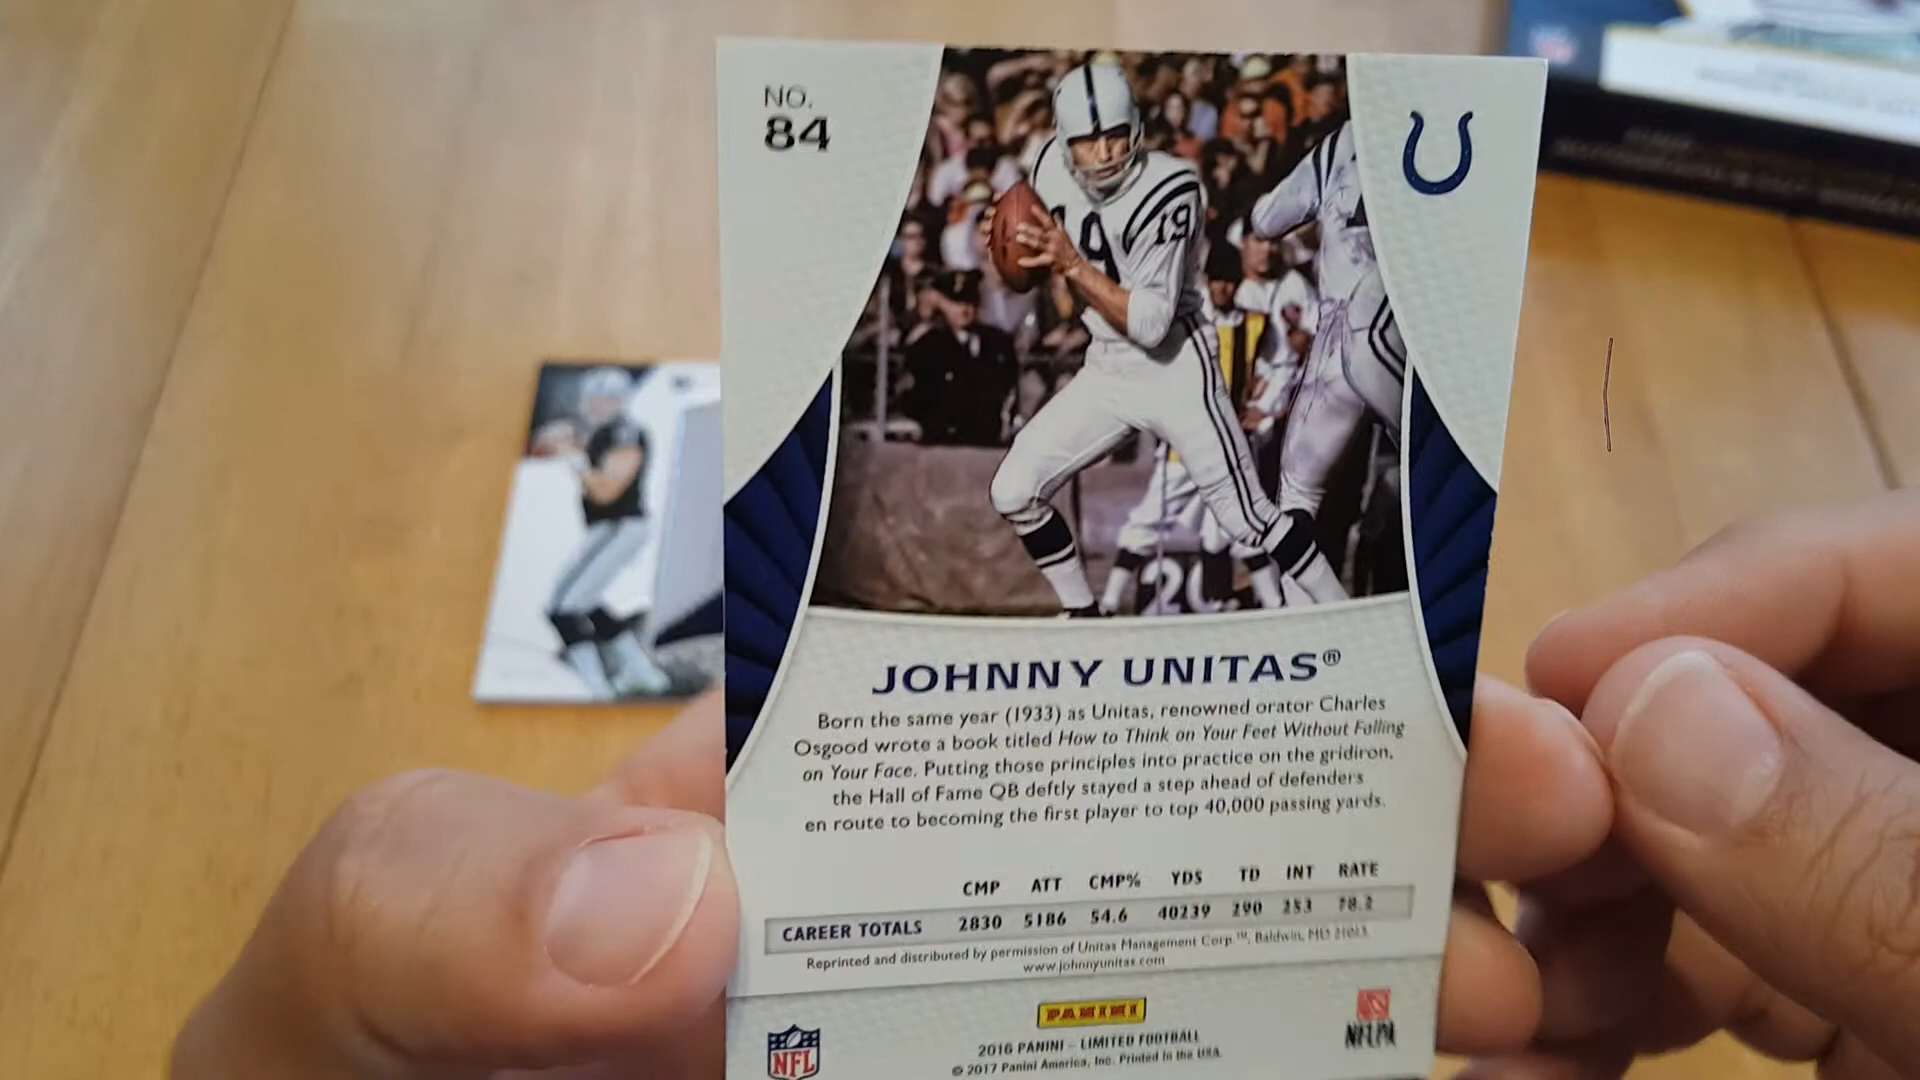 NO.
84
19
19
20
JOHNNY UNITAS®
Born the same year (1933) as Unitas, renowned orator Charles
Osgood wrote a book titled How to Think on Your Feet Without Falling
on Your Face. Putting those principles into practice on the gridiron,
the Hall of Fame QB deftly stayed a step ahead of defenders
en route to becoming the first player to top 40,000 passing yards.
CMP ATT CMP% YDS TD INT RATE
CAREER TOTALS 2830 5186 54.6 40239 290 253 78.2
Reprinted and distributed by permission of Unitas Management Corp.™, Baldwin, MD
www.johnnyunitas.com
PANINI
NFL
NFLPA
2016 PANINI – LIMITED FOOTBALL
© 2017 Panini America, Inc. Printed in the USA.